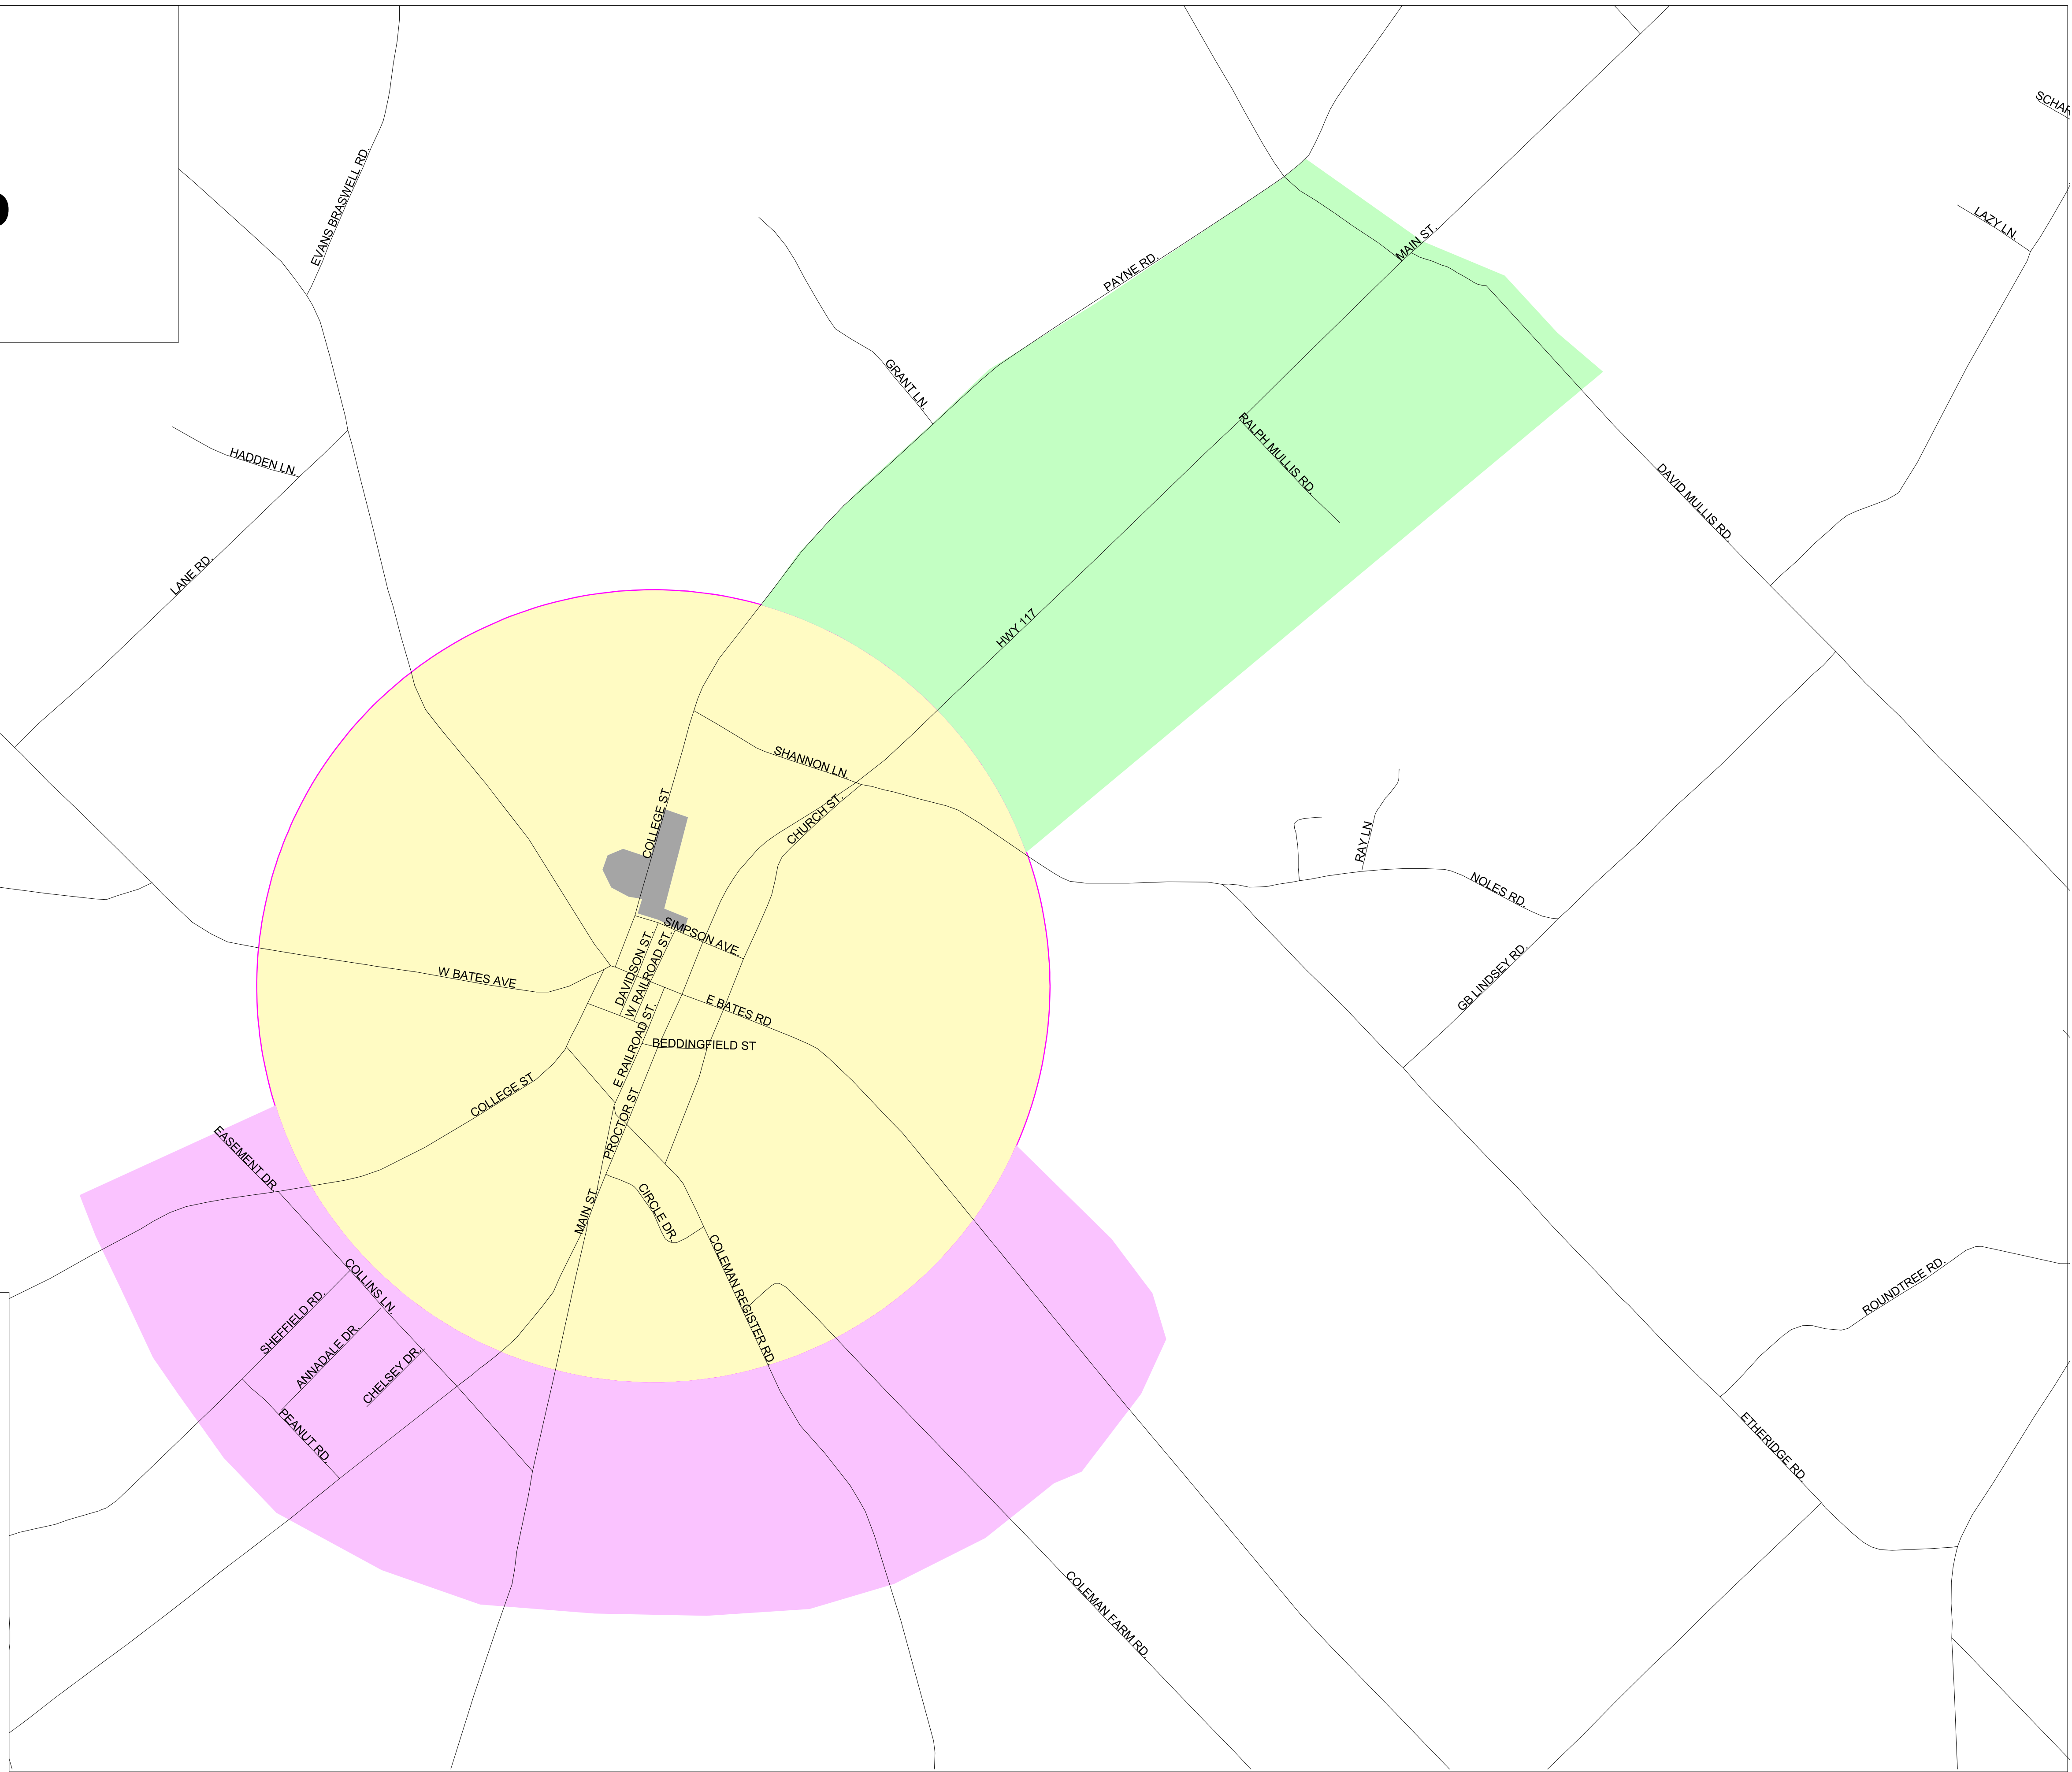 SCHAR
EVANS BRASWELL RD.
LAZY LN.
MAIN ST.
PAYNE RD.
GRANT LN.
RALPH MULLIS RD.
HADDEN LN.
DAVID MULLIS RD.
LANE RD.
HWY 117
SHANNON LN.
COLLEGE ST
CHURCH ST.
RAY LN
NOLES RD.
SIMPSON AVE.
DAVIDSON ST.
W RAILROAD ST.
W BATES AVE
GB LINDSEY RD.
E BATES RD
E RAILROAD ST.
BEDDINGFIELD ST
COLLEGE ST
PROCTOR ST
EASEMENT DR.
MAIN ST.
CIRCLE DR.
COLEMAN REGISTER RD.
COLLINS LN.
SHEFFIELD RD.
ANNADALE DR.
CHELSEY DR.
PEANUT RD.
ROUNDTREE RD.
ETHERIDGE RD.
COLEMAN FARM RD.